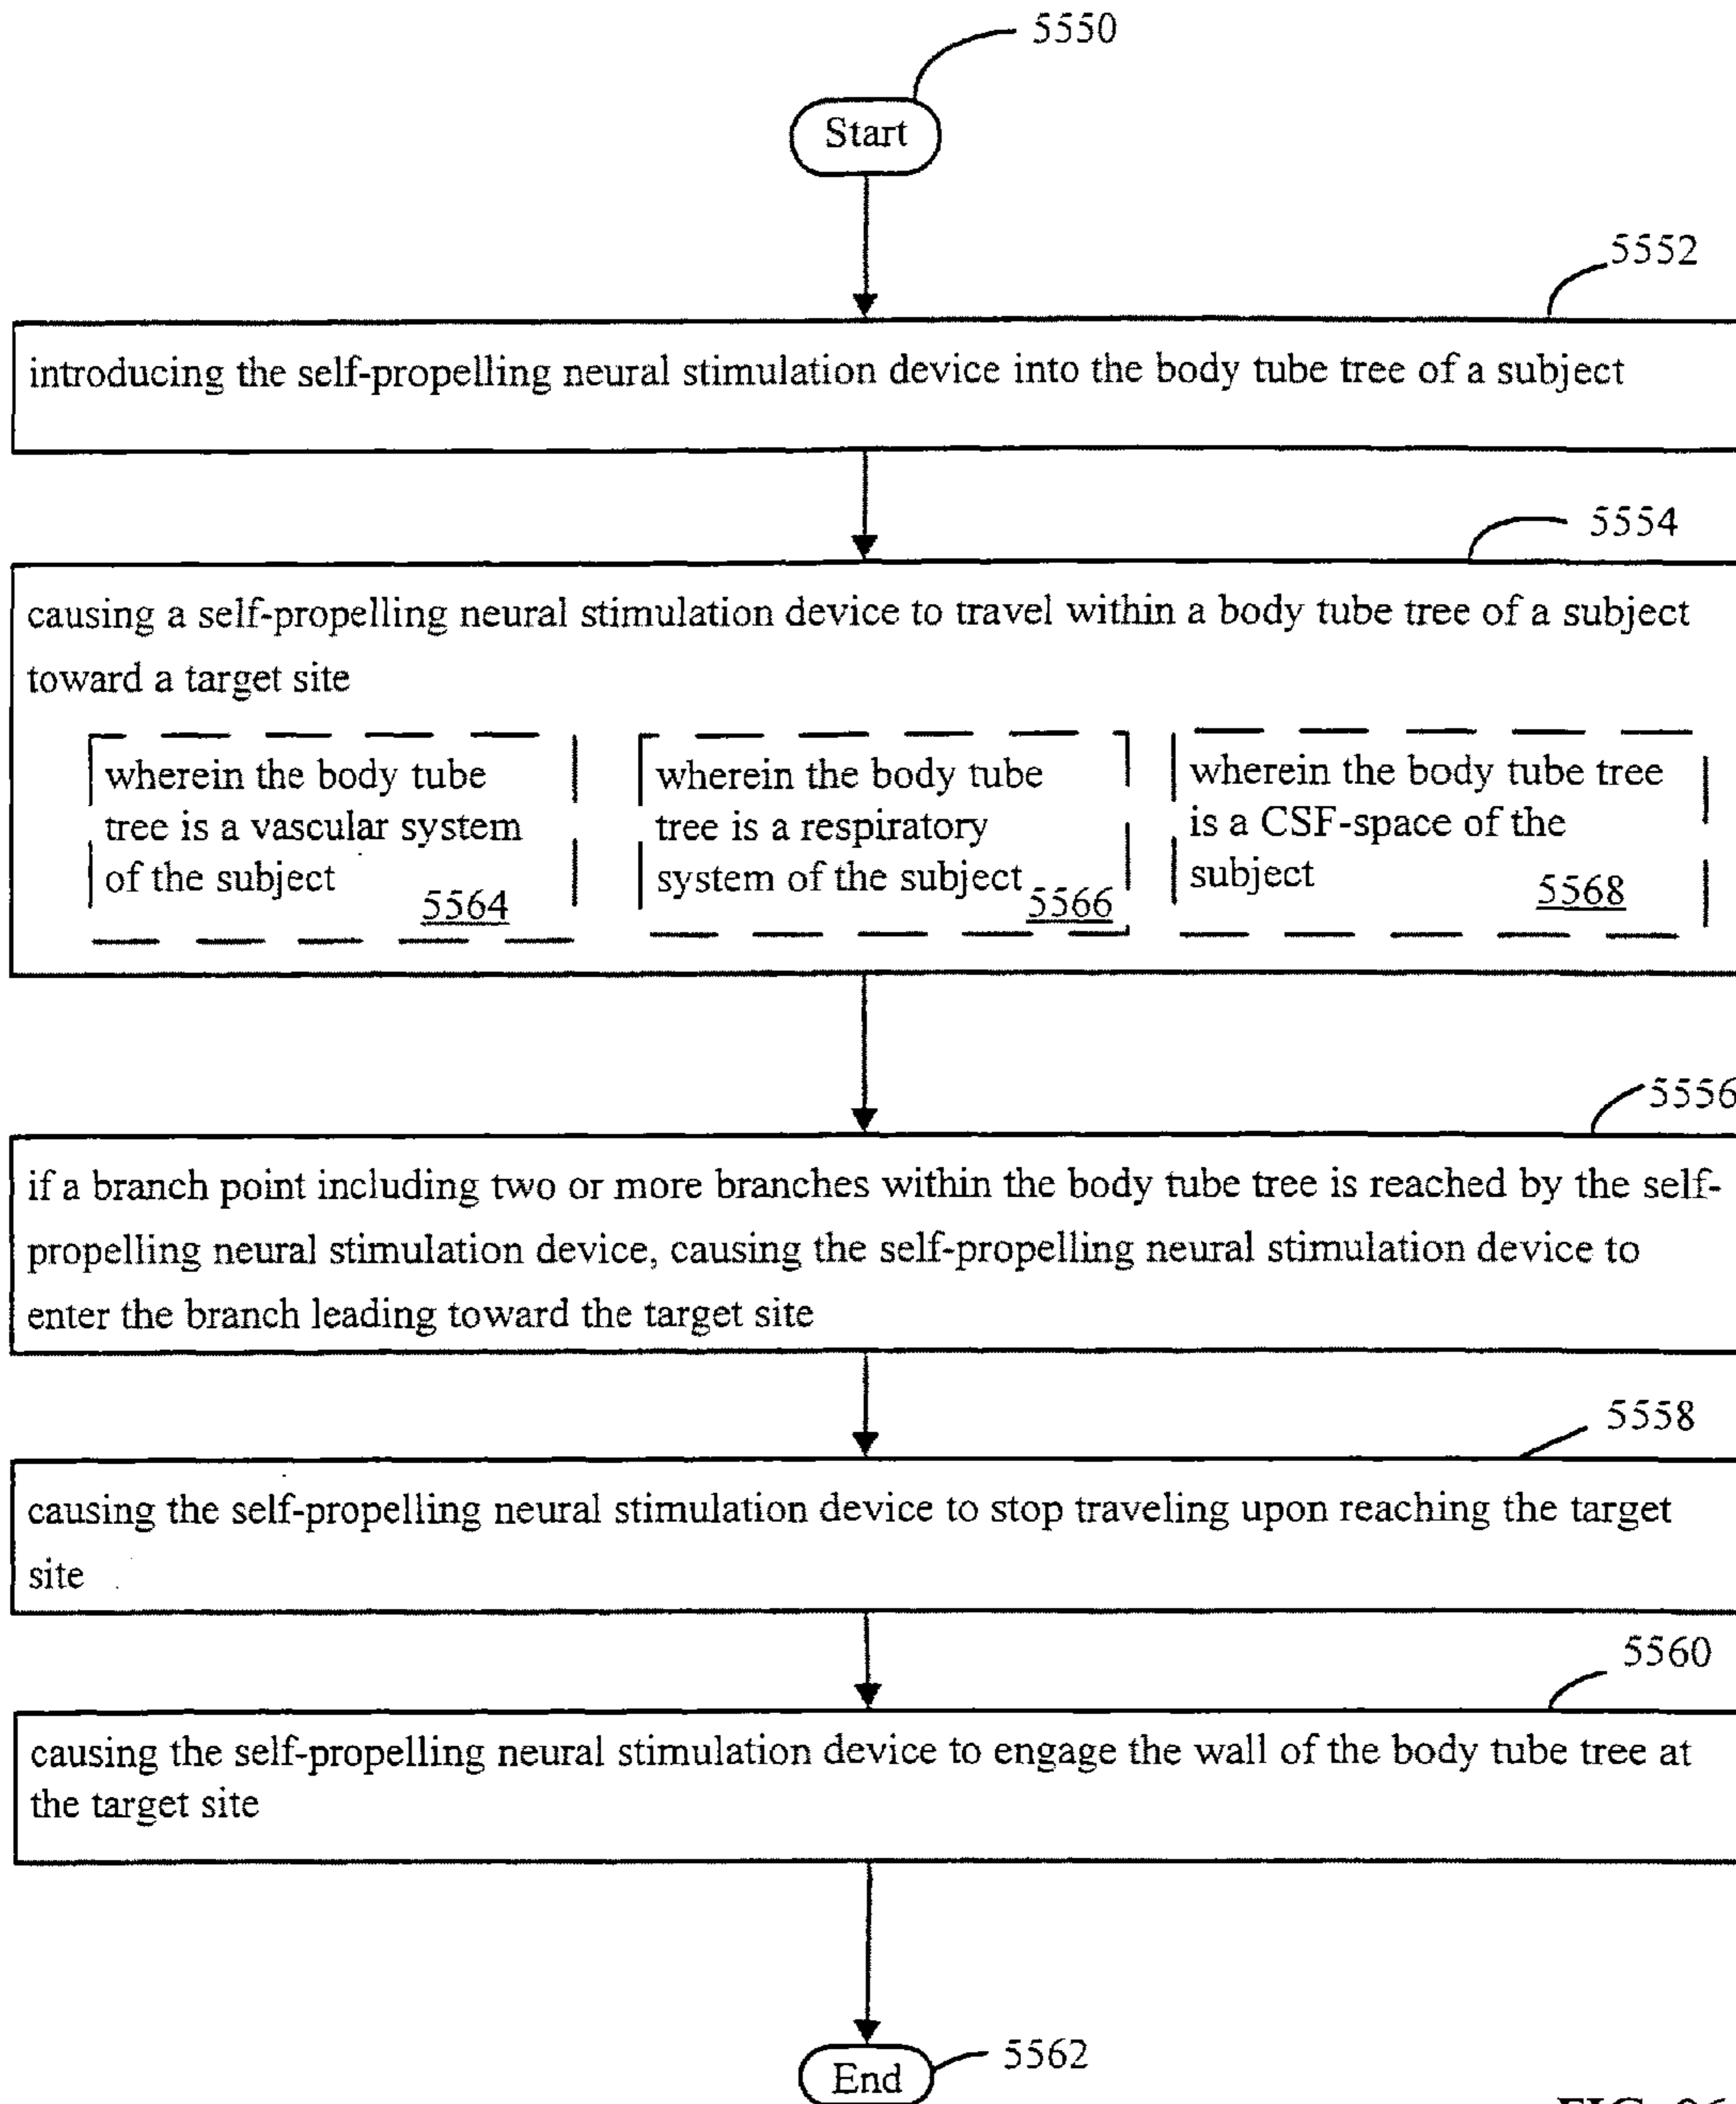 5550
Start
5552
introducing the self-propelling neural stimulation device into the body tube tree of a subject
5554
causing a self-propelling neural stimulation device to travel within a body tube tree of a subject
toward a target site
wherein the body tube
tree is a vascular system
of the subject
5564
wherein the body tube
tree is a respiratory
system of the subject
5566
wherein the body tube tree
is a CSF-space of the
subject
5568
5556
if a branch point including two or more branches within the body tube tree is reached by the self-
propelling neural stimulation device, causing the self-propelling neural stimulation device to
enter the branch leading toward the target site
5558
causing the self-propelling neural stimulation device to stop traveling upon reaching the target
site
5560
causing the self-propelling neural stimulation device to engage the wall of the body tube tree at
the target site
5562
End